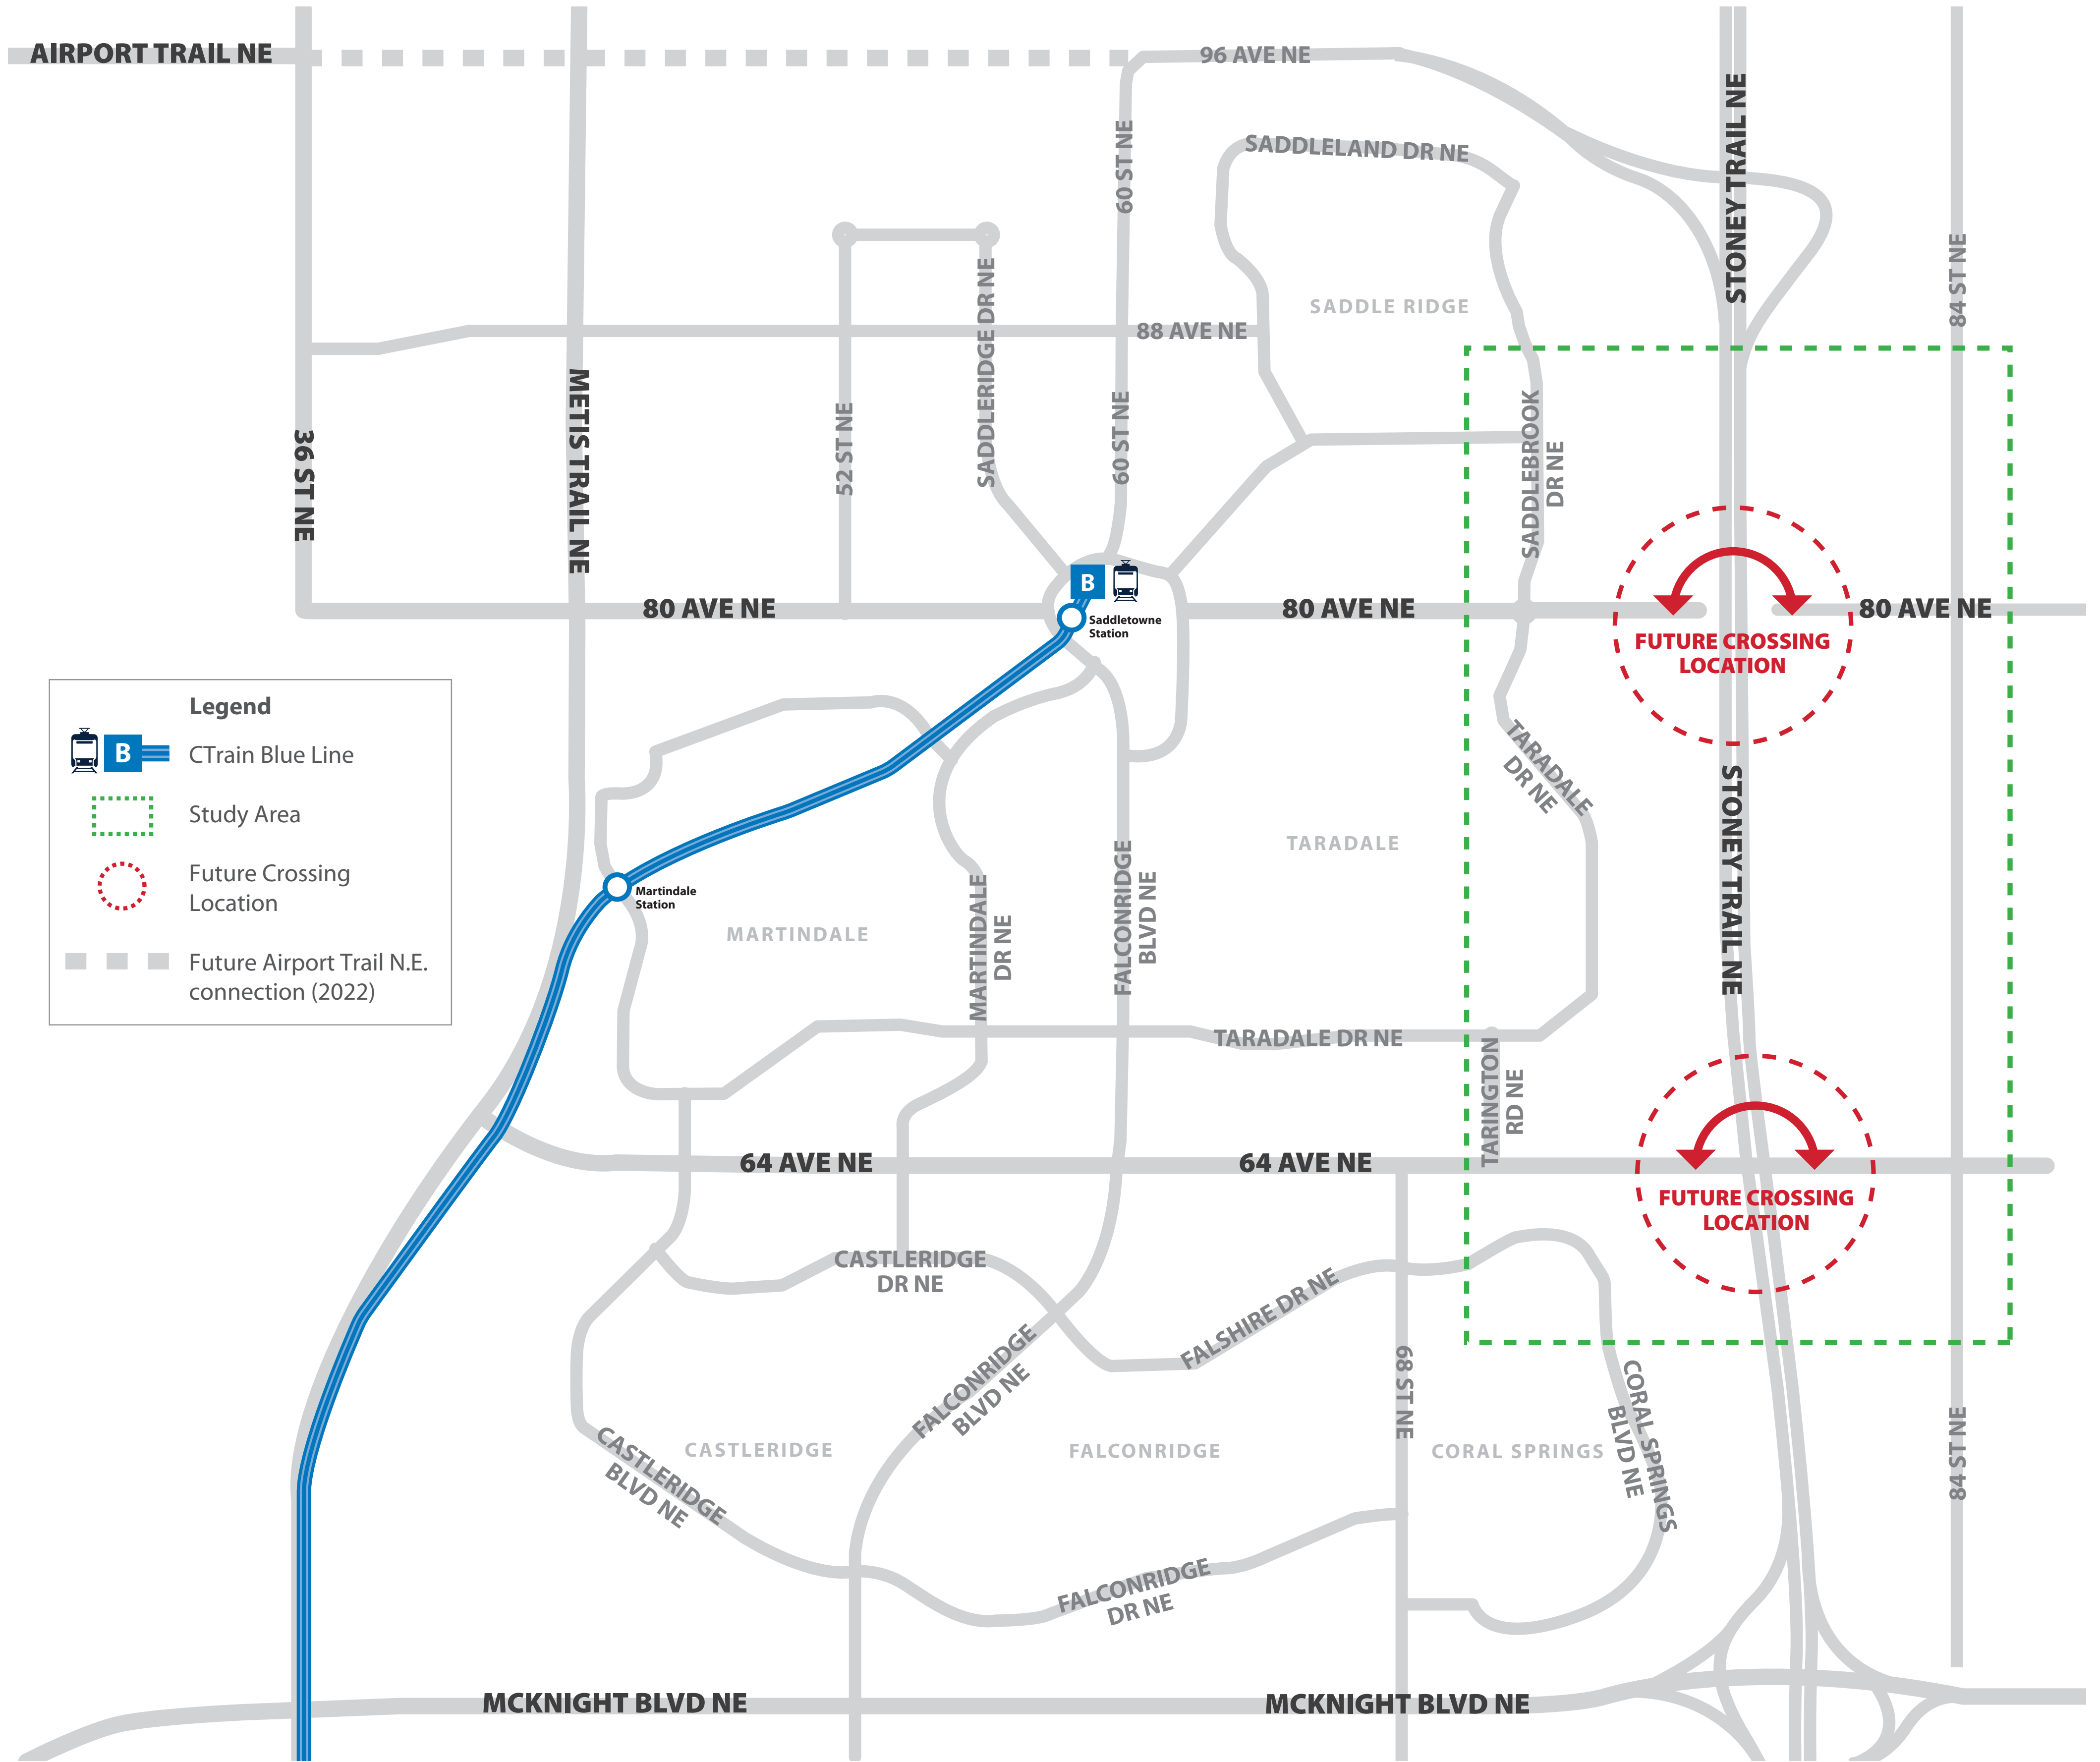 AIRPORT TRAIL NE
96 AVE NE
STONEY TRAIL NE
60 ST NE
SADDLELAND DR NE
84 ST NE
SADDLERIDGE DR NE
SADDLE RIDGE
88 AVE NE
36 ST NE
METIS TRAIL NE
52 ST NE
60 ST NE
SADDLEBROOK
DR NE
B
80 AVE NE
80 AVE NE
80 AVE NE
Saddletowne
Station
FUTURE CROSSING
LOCATION
Legend
B
CTrain Blue Line
Study Area
Future Crossing
Location
Future Airport Trail N.E.
connection (2022)
TARADALE
DR NE
STONEY TRAIL NE
TARADALE
Martindale
Station
MARTINDALE
MARTINDALE
DR NE
FALCONRIDGE
BLVD NE
TARADALE DR NE
TARINGTON
RD NE
64 AVE NE
64 AVE NE
FUTURE CROSSING
LOCATION
CASTLERIDGE
DR NE
FALSHIRE DR NE
FALCONRIDGE
BLVD NE
68 ST NE
CORAL SPRINGS
BLVD NE
84 ST NE
CASTLERIDGE
BLVD NE
CASTLERIDGE
FALCONRIDGE
CORAL SPRINGS
FALCONRIDGE
DR NE
MCKNIGHT BLVD NE
MCKNIGHT BLVD NE